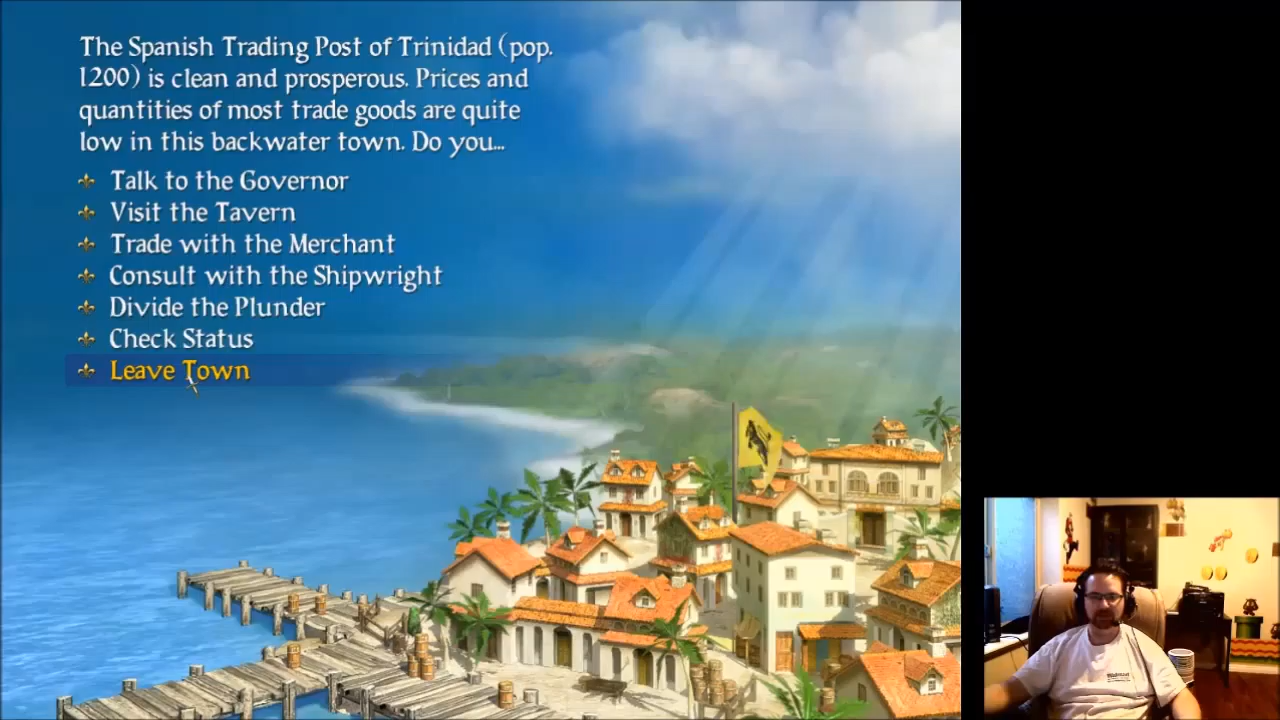 The Spanish Trading Post of Trinidad (pop.
1200) is clean and prosperous. Prices and
quantities of most trade goods are quite
low in this backwater town. Do you...
Talk to the Governor
Visit the Tavern
Trade with the Merchant
Consult with the Shipwright
Divide the Plunder
Check Status
Leave Town